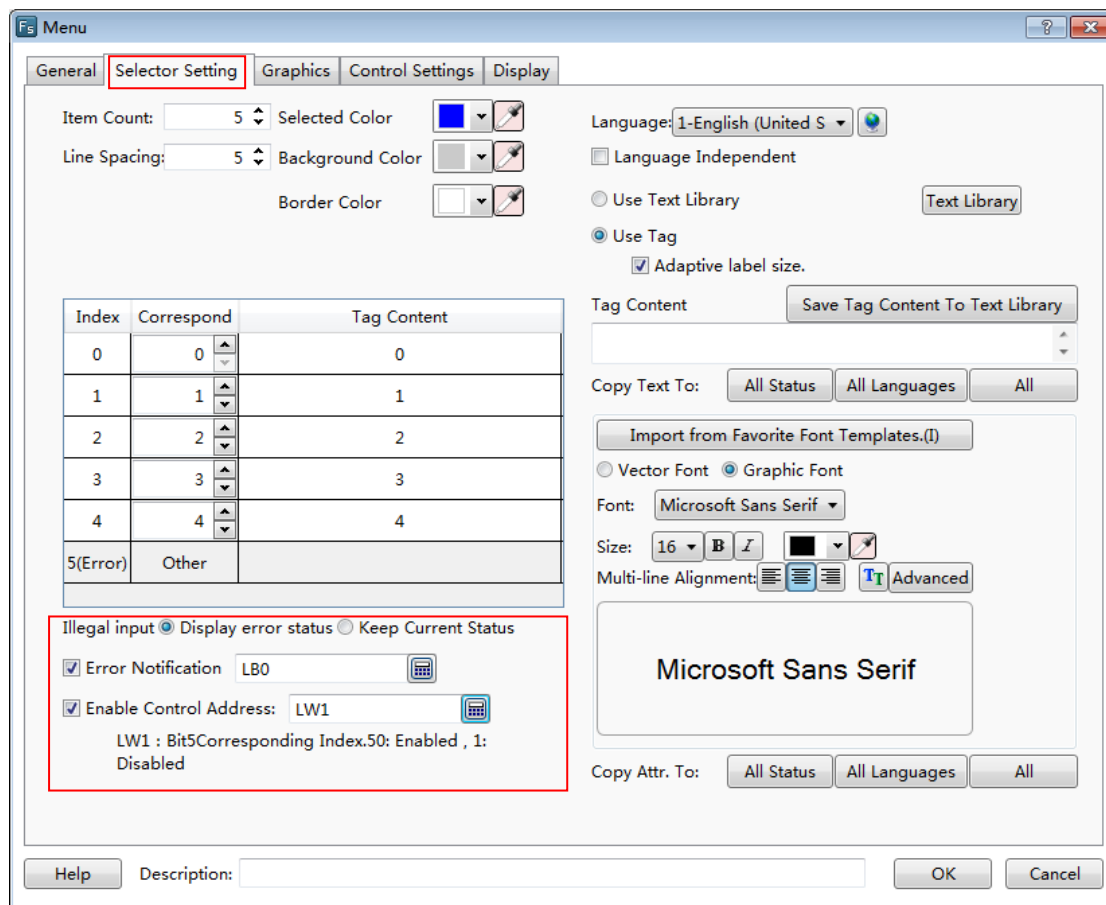 Fs Menu
General Selector Setting Graphics Control Settings Display
Item Count: 5 Selected Color
Line Spacing: 5 Background Color
Border Color
Language: 1-English (United S
Language Independent
Use Text Library Text Library
Use Tag
Adaptive label size.
Index Correspond Tag Content
0 0 0
1 1 1
2 2 2
3 3 3
4 4 4
5(Error) Other
Tag Content Save Tag Content To Text Library
Copy Text To: All Status All Languages All
Import from Favorite Font Templates.(I)
Vector Font Graphic Font
Font: Microsoft Sans Serif
Size: 16 B I
Multi-line Alignment: TT Advanced
Microsoft Sans Serif
Copy Attr. To: All Status All Languages All
Illegal input Display error status Keep Current Status
Error Notification LB0
Enable Control Address: LW1
LW1 : Bit5Corresponding Index.50: Enabled , 1:
Disabled
Help Description: OK Cancel